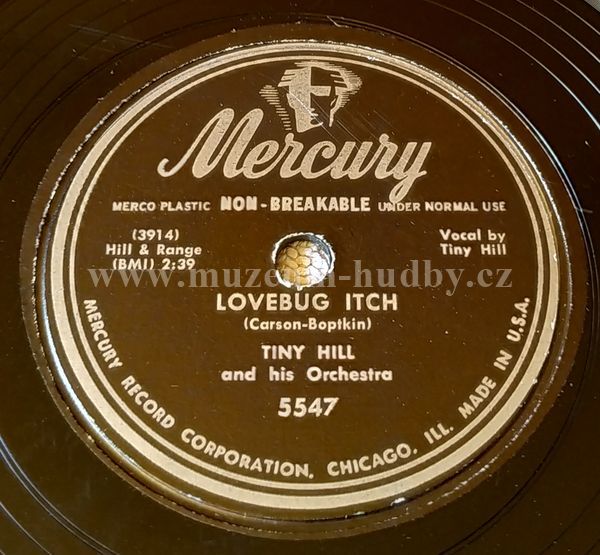 Mercury
MERCO PLASTIC NON-BREAKABLE UNDER NORMAL USE
(3914)
Hill & Range
(BMI) 2:39
Vocal by
Tiny Hill
www.muzeum-hudby.cz
LOVEBUG ITCH
(Carson-Boptkin)
TINY HILL
and his Orchestra
5547
MERCURY RECORD CORPORATION, CHICAGO, ILL. MADE IN U.S.A.